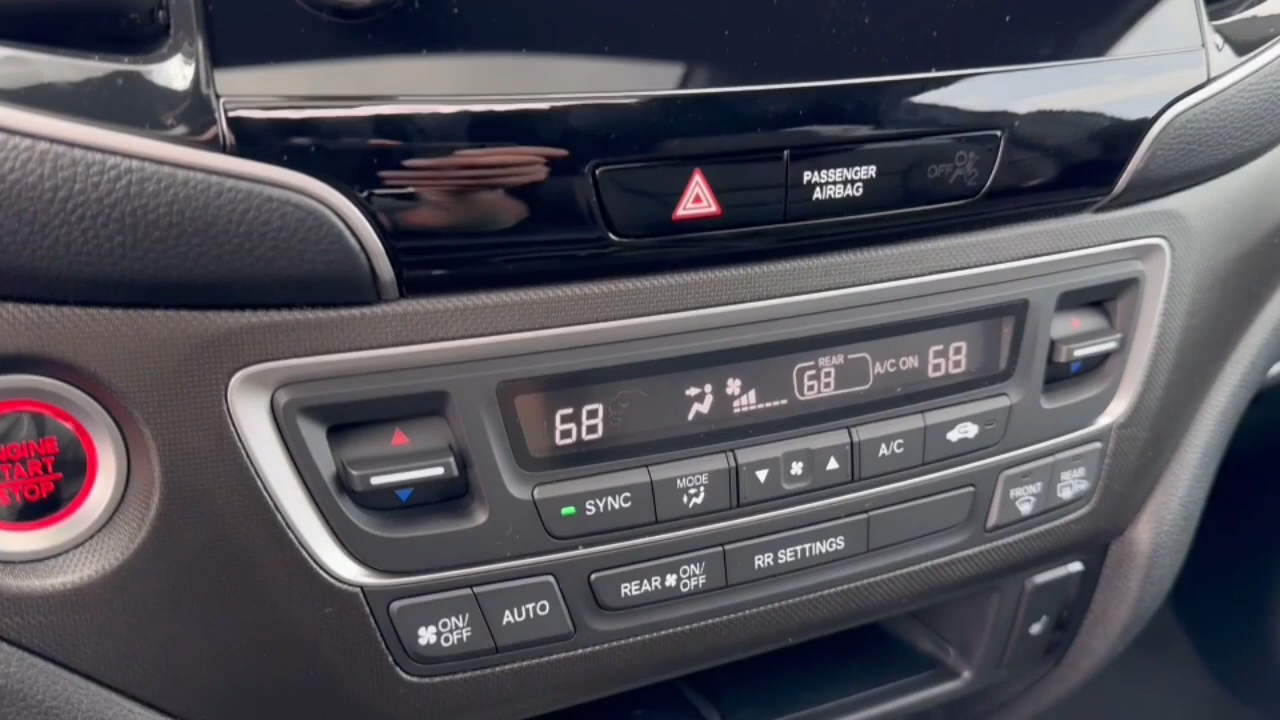 PASSENGER
AIRBAG
OFF
68
REAR
68
A/C ON
68
ENGINE
START
STOP
SYNC
MODE
A/C
FRONT
REAR
REAR ON/
OFF
RR SETTINGS
ON/
OFF
AUTO